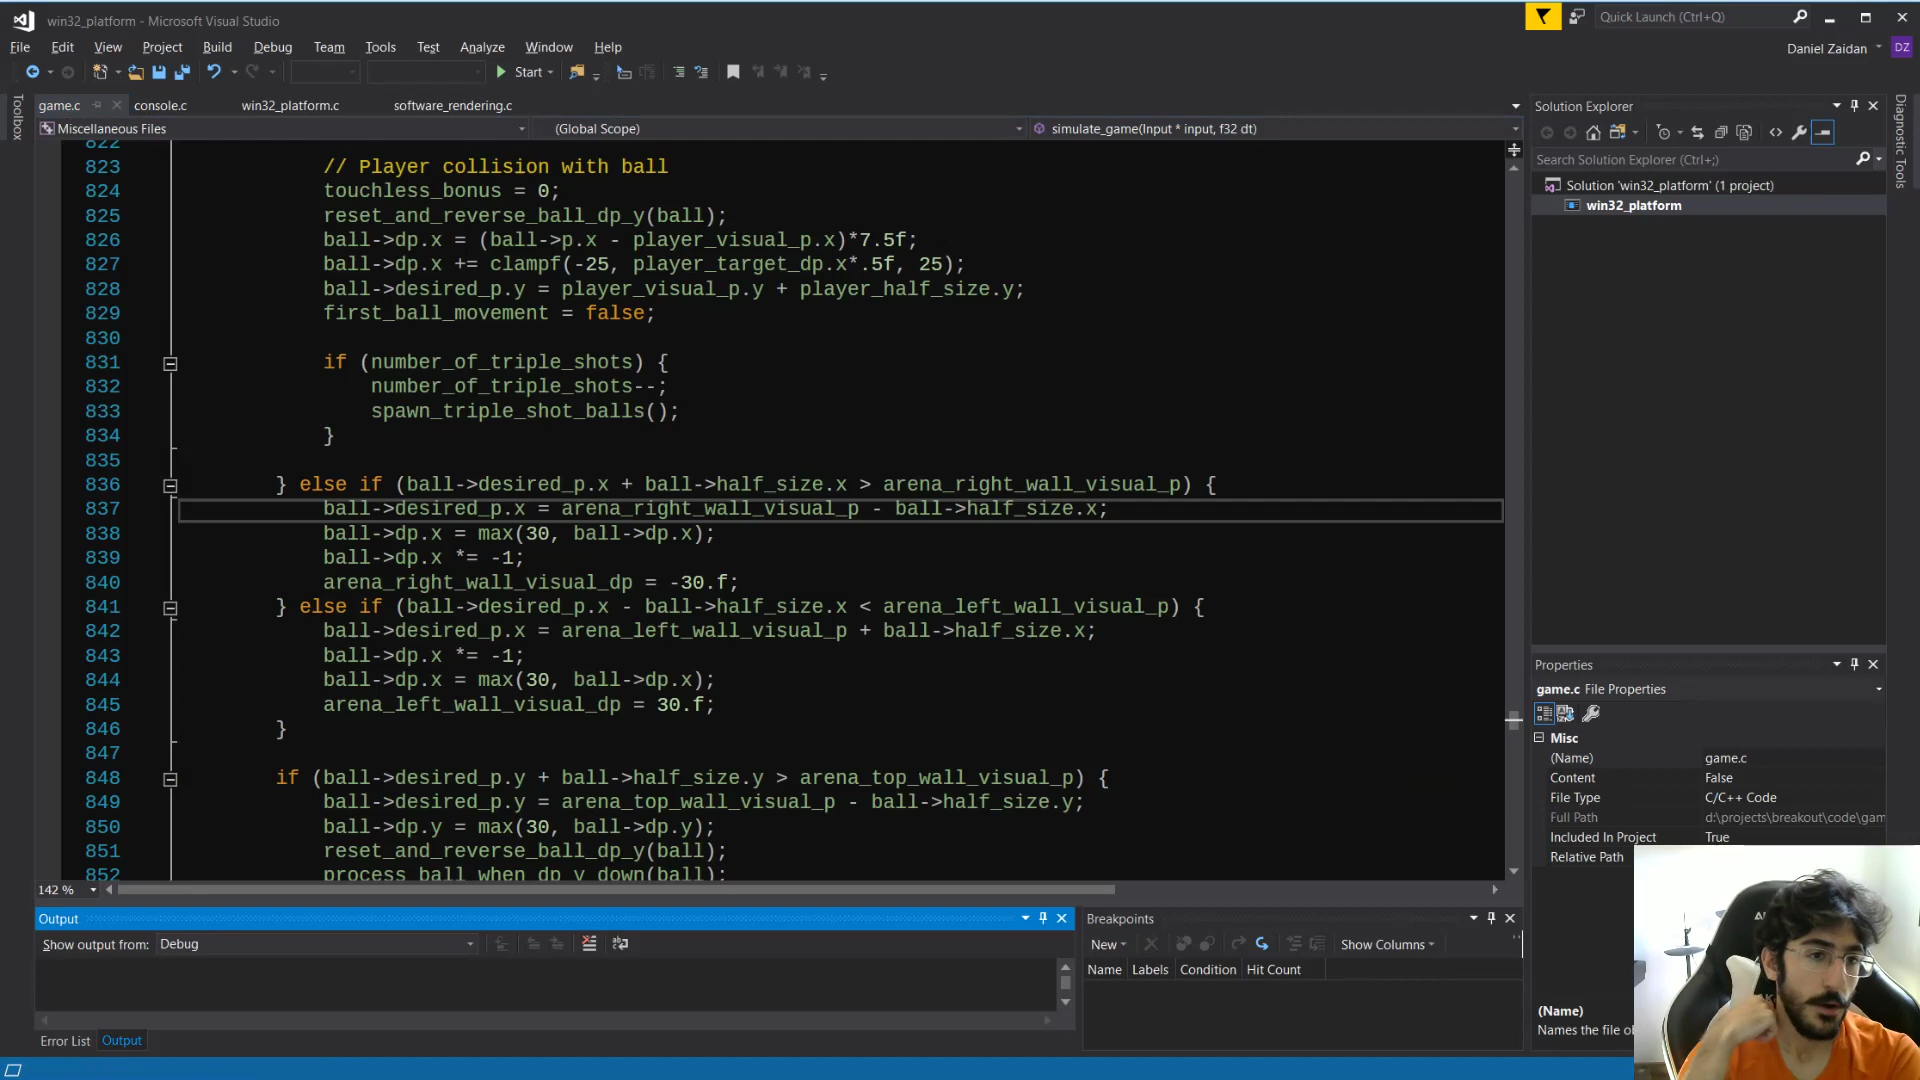 win32_platform - Microsoft Visual Studio
Quick Launch (Ctrl+Q)
File Edit View Project Build Debug Team Tools Test Analyze Window Help
Daniel Zaidan DZ
Start
Toolbox
game.c console.c win32_platform.c software_rendering.c
Miscellaneous Files (Global Scope) simulate_game(Input * input, f32 dt)
822
823 // Player collision with ball
824 touchless_bonus = 0;
825 reset_and_reverse_ball_dp_y(ball);
826 ball->dp.x = (ball->p.x - player_visual_p.x)*7.5f;
827 ball->dp.x += clampf(-25, player_target_dp.x*.5f, 25);
828 ball->desired_p.y = player_visual_p.y + player_half_size.y;
829 first_ball_movement = false;
830
831 if (number_of_triple_shots) {
832 number_of_triple_shots--;
833 spawn_triple_shot_balls();
834 }
835
836 } else if (ball->desired_p.x + ball->half_size.x > arena_right_wall_visual_p) {
837 ball->desired_p.x = arena_right_wall_visual_p - ball->half_size.x;
838 ball->dp.x = max(30, ball->dp.x);
839 ball->dp.x *= -1;
840 arena_right_wall_visual_dp = -30.f;
841 } else if (ball->desired_p.x - ball->half_size.x < arena_left_wall_visual_p) {
842 ball->desired_p.x = arena_left_wall_visual_p + ball->half_size.x;
843 ball->dp.x *= -1;
844 ball->dp.x = max(30, ball->dp.x);
845 arena_left_wall_visual_dp = 30.f;
846 }
847
848 if (ball->desired_p.y + ball->half_size.y > arena_top_wall_visual_p) {
849 ball->desired_p.y = arena_top_wall_visual_p - ball->half_size.y;
850 ball->dp.y = max(30, ball->dp.y);
851 reset_and_reverse_ball_dp_y(ball);
852 process_ball_when_dp_y_down(ball);
142 %
Solution Explorer
Search Solution Explorer (Ctrl+;)
Solution 'win32_platform' (1 project)
win32_platform
Diagnostic Tools
Properties
game.c File Properties
Misc
(Name) game.c
Content False
File Type C/C++ Code
Full Path d:\projects\breakout\code\gam
Included In Project True
Relative Path
(Name)
Names the file
Output
Show output from: Debug
Breakpoints
New Show Columns
Name Labels Condition Hit Count
Error List Output